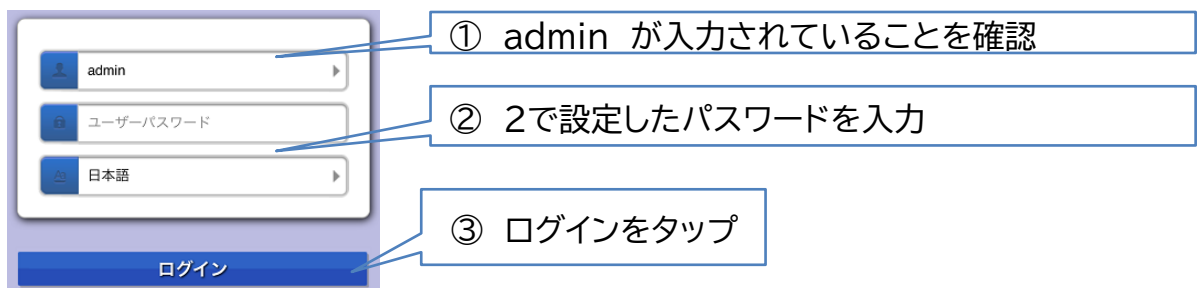 ① admin が入力されていることを確認
admin
② 2で設定したパスワードを入力
ユーザーパスワード
日本語
③ ログインをタップ
ログイン